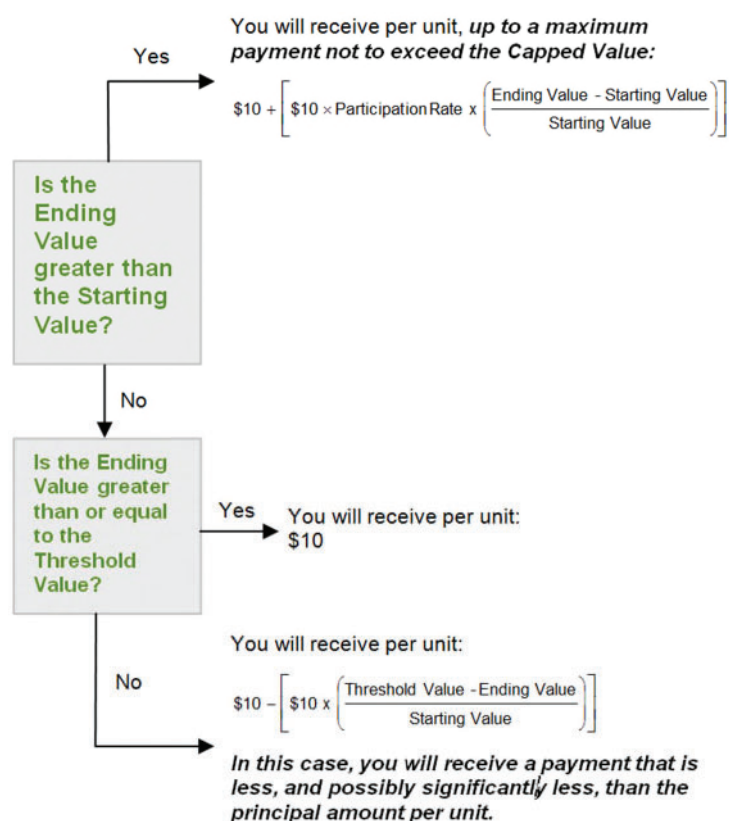 You will receive per unit, up to a maximum
payment not to exceed the Capped Value:
Yes
$10 + [ $10 × Participation Rate x ( Ending Value - Starting Value / Starting Value ) ]
Is the
Ending
Value
greater than
the Starting
Value?
No
Is the Ending
Value greater
than or equal
to the
Threshold
Value?
Yes
You will receive per unit:
$10
You will receive per unit:
No
$10 – [ $10 x ( Threshold Value - Ending Value / Starting Value ) ]
In this case, you will receive a payment that is
less, and possibly significantly less, than the
principal amount per unit.